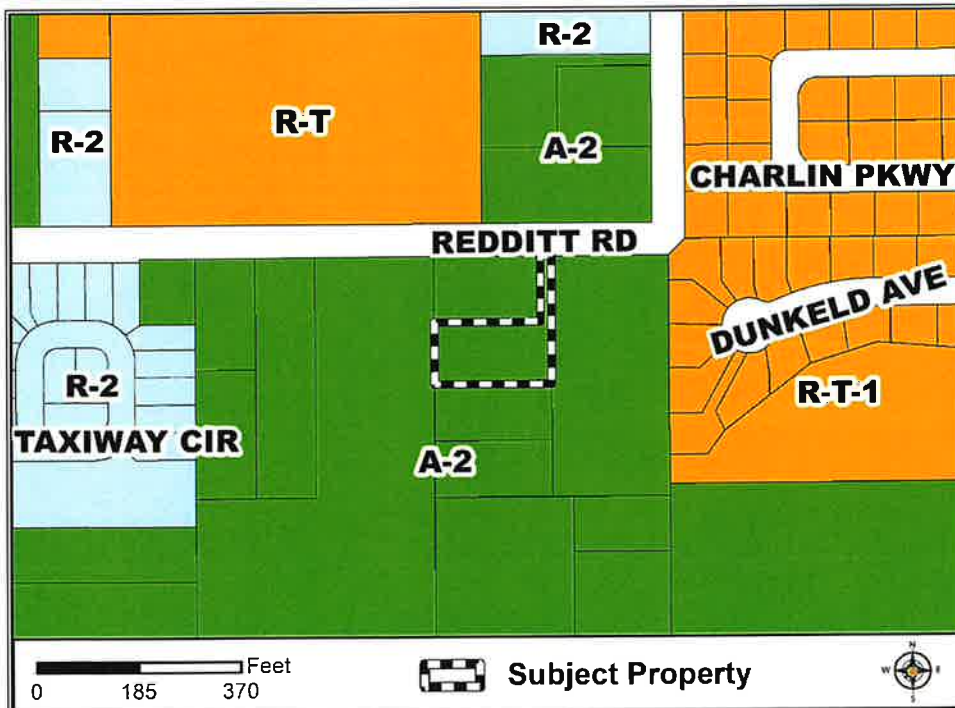 R-2
R-2
R-T
A-2
CHARLIN PKWY
REDDITT RD
DUNKELD AVE
R-2
R-T-1
TAXIWAY CIR
A-2
Feet
0 185 370
Subject Property
N
W E
S